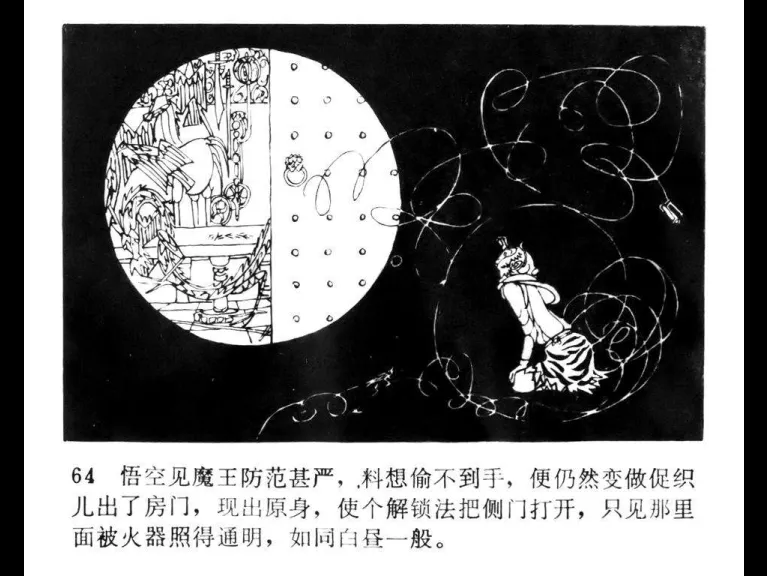 64 悟空见魔王防范甚严，料想偷不到手，便仍然变做促织
儿出了房门，现出原身，使个解锁法把侧门打开，只见那里
面被火器照得通明，如同白昼一般。